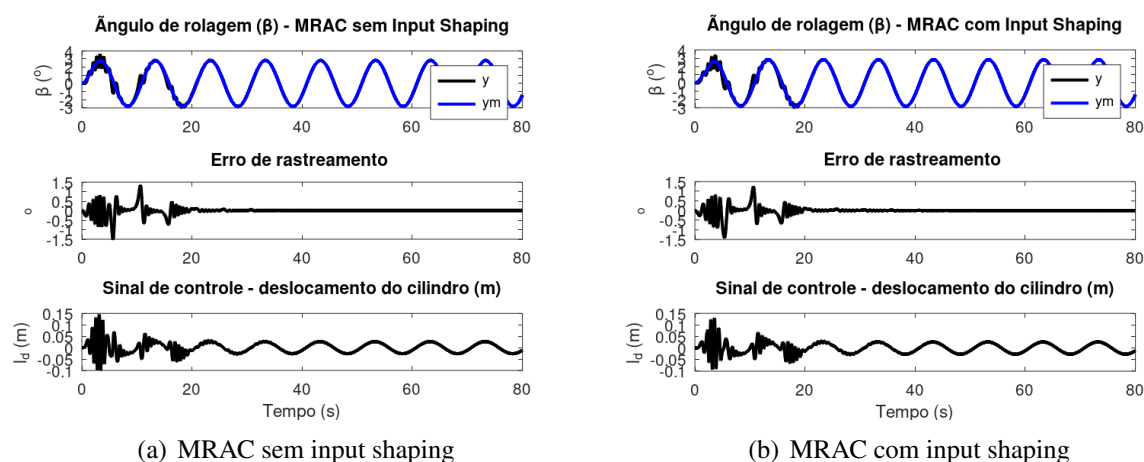 Ãngulo de rolagem (β) - MRAC sem Input Shaping
4
3
2
1
0
-1
-2
-3
β (°)
y
ym
0 20 40 60 80
Erro de rastreamento
1.5
1
0.5
0
-0.5
-1
-1.5
o
0 20 40 60 80
Sinal de controle - deslocamento do cilindro (m)
0.15
0.1
0.05
0
-0.05
-0.1
l_d (m)
0 20 40 60 80
Tempo (s)
(a) MRAC sem input shaping
Ãngulo de rolagem (β) - MRAC com Input Shaping
4
3
2
1
0
-1
-2
-3
β (°)
y
ym
0 20 40 60 80
Erro de rastreamento
1.5
1
0.5
0
-0.5
-1
-1.5
o
0 20 40 60 80
Sinal de controle - deslocamento do cilindro (m)
0.15
0.1
0.05
0
-0.05
-0.1
l_d (m)
0 20 40 60 80
Tempo (s)
(b) MRAC com input shaping